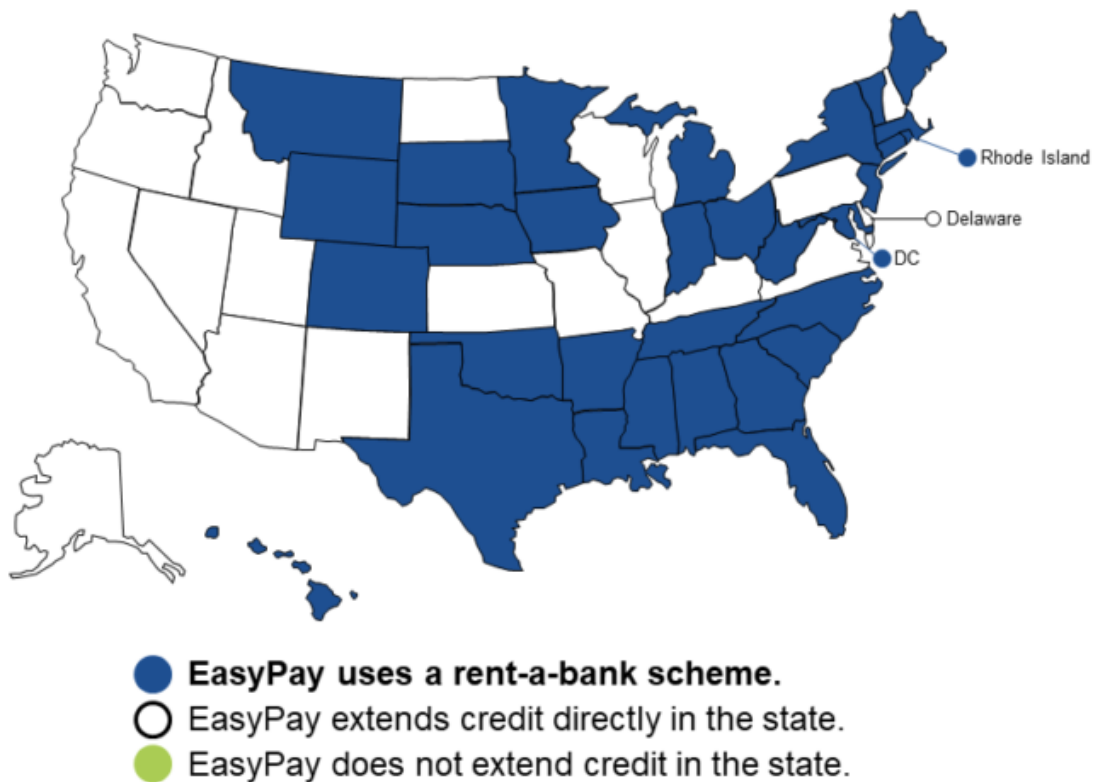 Rhode Island
Delaware
DC
EasyPay uses a rent-a-bank scheme.
EasyPay extends credit directly in the state.
EasyPay does not extend credit in the state.